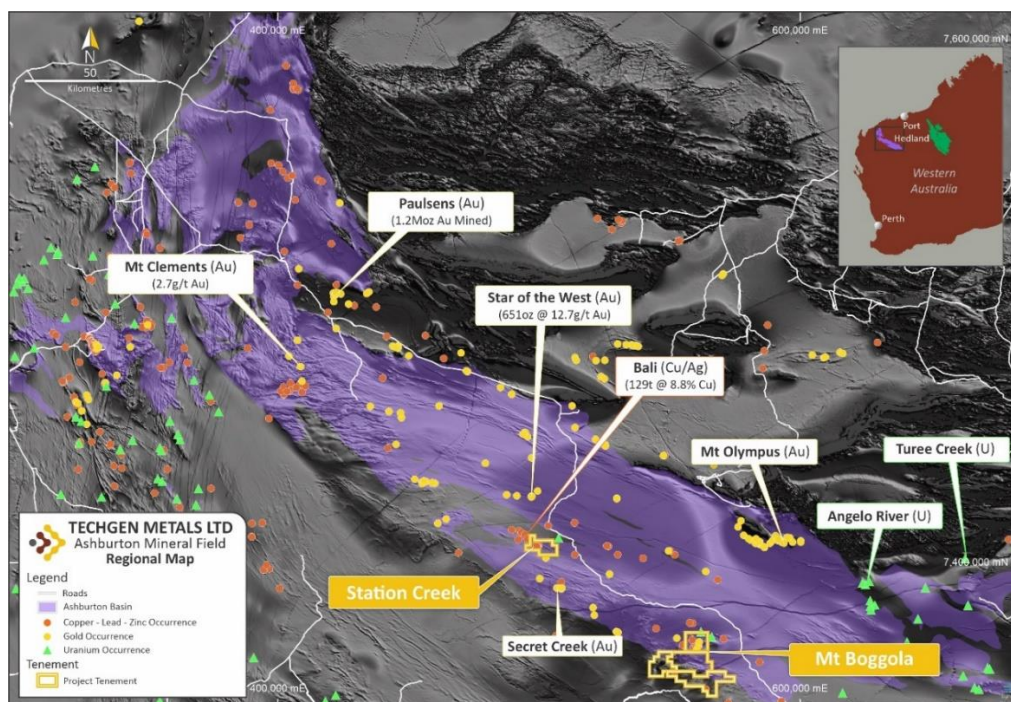 400,000 mE
600,000 mE
7,600,000 mN
N
50
Kilometres
Port
Hedland
Western
Australia
Perth
Paulsens (Au)
(1.2Moz Au Mined)
Mt Clements (Au)
(2.7g/t Au)
Star of the West (Au)
(651oz @ 12.7g/t Au)
Bali (Cu/Ag)
(129t @ 8.8% Cu)
Mt Olympus (Au)
Turee Creek (U)
Angelo River (U)
7,400,000 mN
Station Creek
Secret Creek (Au)
Mt Boggola
TECHGEN METALS LTD
Ashburton Mineral Field
Regional Map
Legend
Roads
Ashburton Basin
Copper - Lead - Zinc Occurrence
Gold Occurrence
Uranium Occurrence
Tenement
Project Tenement
400,000 mE
600,000 mE